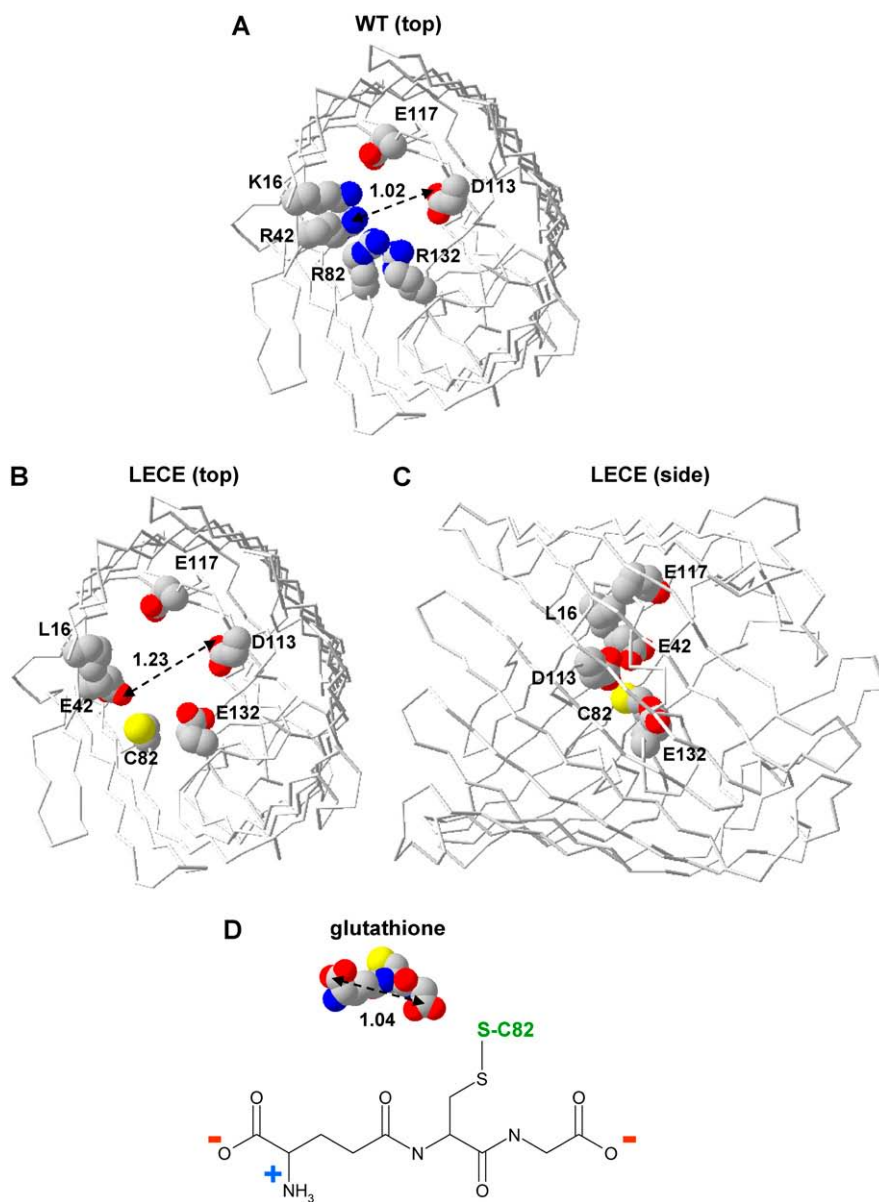 A
WT (top)
E117
K16
1.02
D113
R42
R82
R132
B
LECE (top)
E117
L16
1.23
D113
E42
E132
C82
C
LECE (side)
E117
L16
E42
D113
C82
E132
D
glutathione
1.04
S-C82
S
O
O
O
-
O
N
N
O
-
+
NH3
O
O